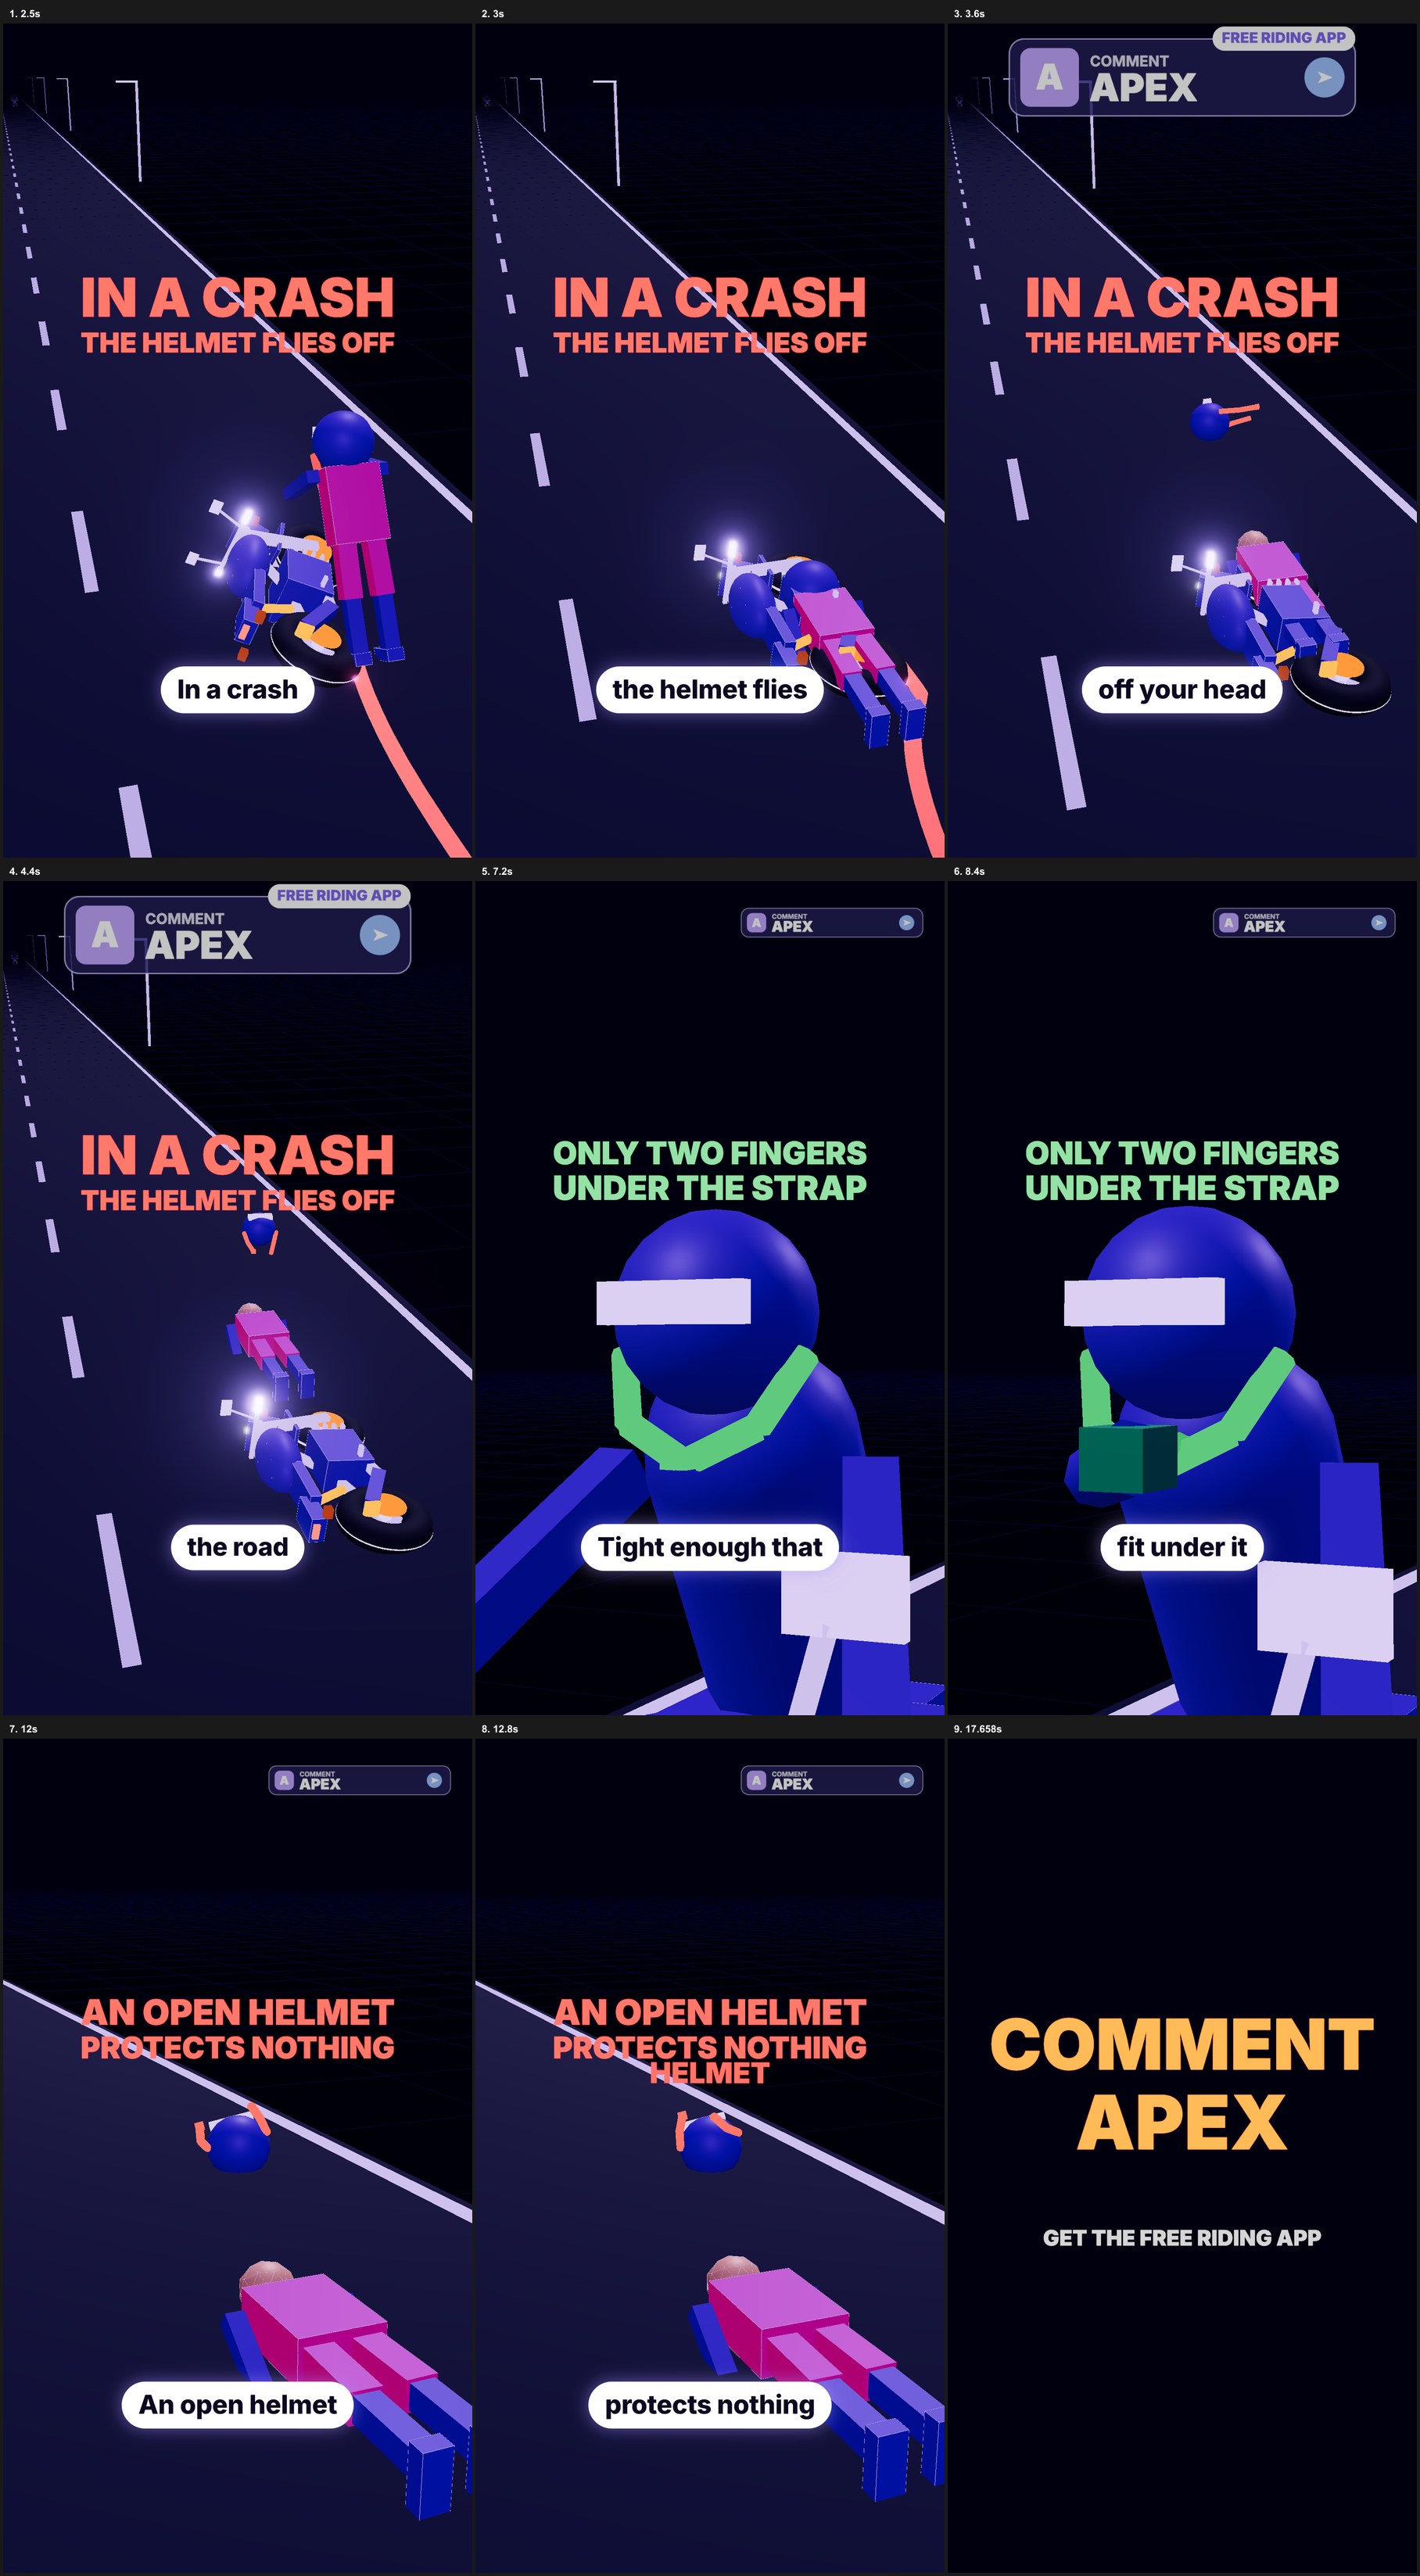 1. 2.5s
IN A CRASH
THE HELMET FLIES OFF
In a crash
2. 3s
IN A CRASH
THE HELMET FLIES OFF
the helmet flies
3. 3.6s
FREE RIDING APP
A
COMMENT
APEX
IN A CRASH
THE HELMET FLIES OFF
off your head
4. 4.4s
FREE RIDING APP
A
COMMENT
APEX
IN A CRASH
THE HELMET FLIES OFF
the road
5. 7.2s
A
COMMENT
APEX
ONLY TWO FINGERS
UNDER THE STRAP
Tight enough that
6. 8.4s
A
COMMENT
APEX
ONLY TWO FINGERS
UNDER THE STRAP
fit under it
7. 12s
A
COMMENT
APEX
AN OPEN HELMET
PROTECTS NOTHING
An open helmet
8. 12.8s
A
COMMENT
APEX
AN OPEN HELMET
PROTECTS NOTHING
HELMET
protects nothing
9. 17.658s
COMMENT
APEX
GET THE FREE RIDING APP